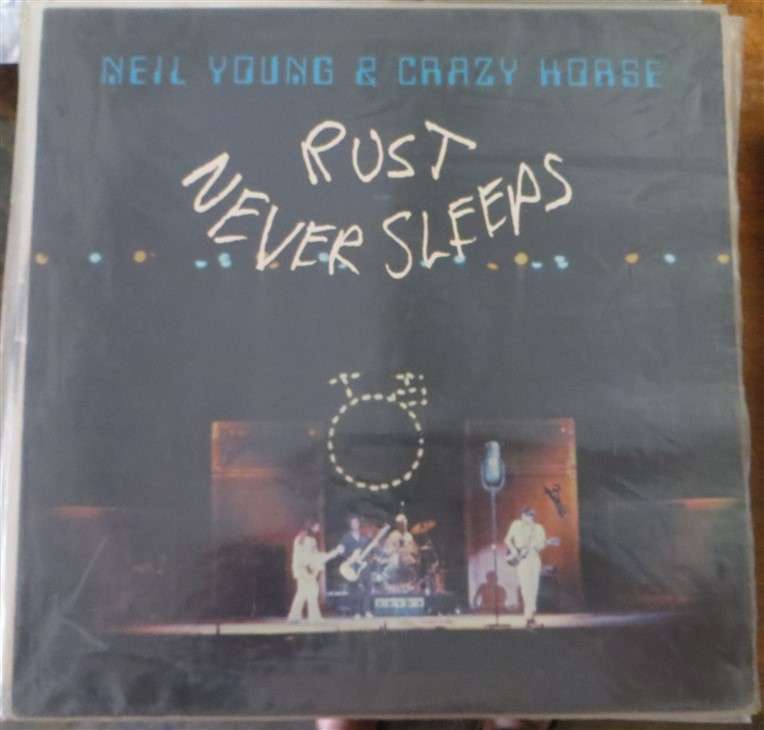 NEIL YOUNG & CRAZY HORSE
RUST
NEVER SLEEPS